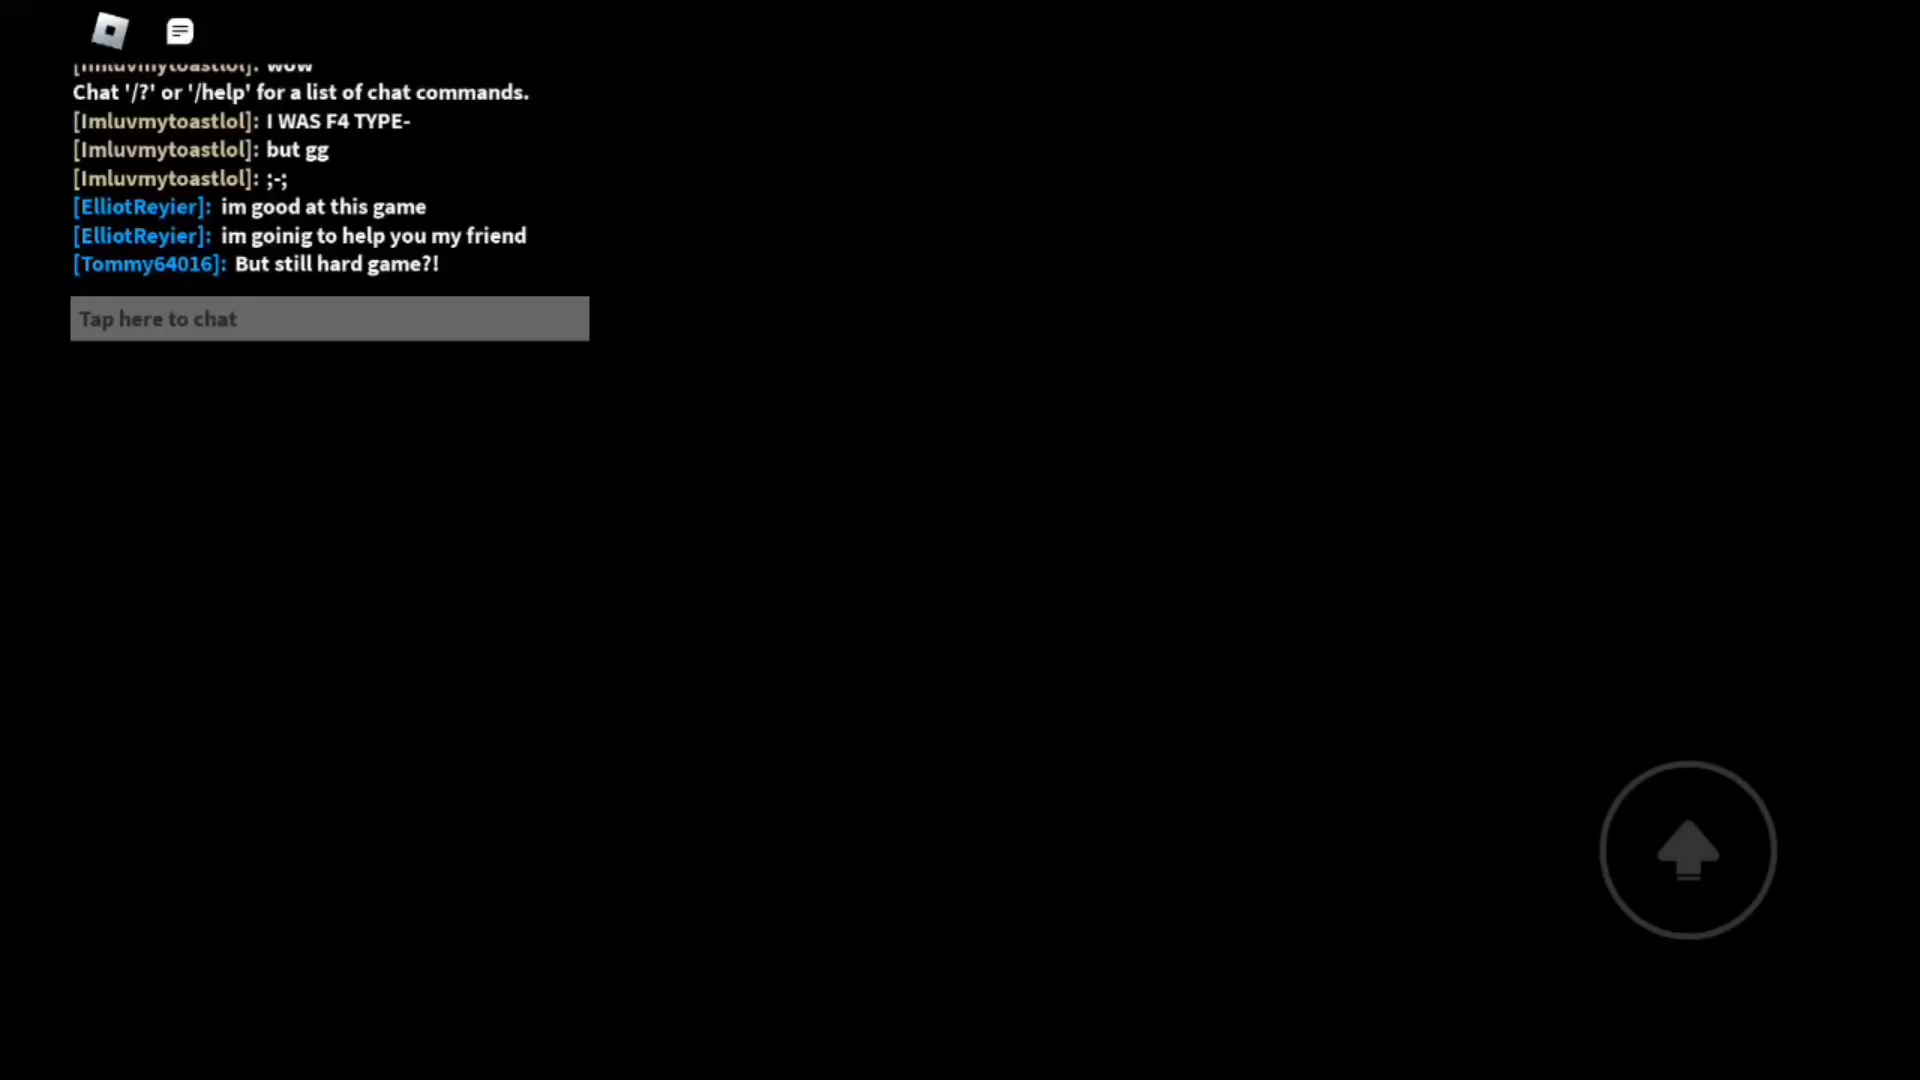 [Imluvmytoastlol]: wow
Chat '/?' or '/help' for a list of chat commands.
[Imluvmytoastlol]: I WAS F4 TYPE-
[Imluvmytoastlol]: but gg
[Imluvmytoastlol]: ;-;
[ElliotReyier]: im good at this game
[ElliotReyier]: im goinig to help you my friend
[Tommy64016]: But still hard game?!
Tap here to chat